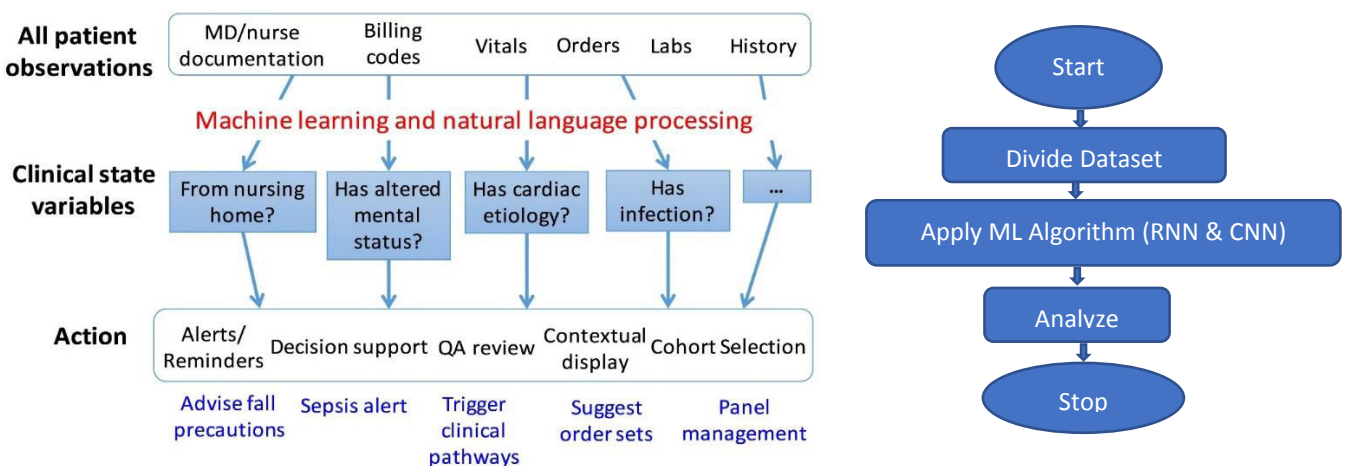 All patient
observations
MD/nurse
documentation
Billing
codes
Vitals
Orders
Labs
History
Machine learning and natural language processing
Clinical state
variables
From nursing
home?
Has altered
mental
status?
Has cardiac
etiology?
Has
infection?
...
Action
Alerts/
Reminders
Decision support
QA review
Contextual
display
Cohort Selection
Advise fall
precautions
Sepsis alert
Trigger
clinical
pathways
Suggest
order sets
Panel
management
Start
Divide Dataset
Apply ML Algorithm (RNN & CNN)
Analyze
Stop